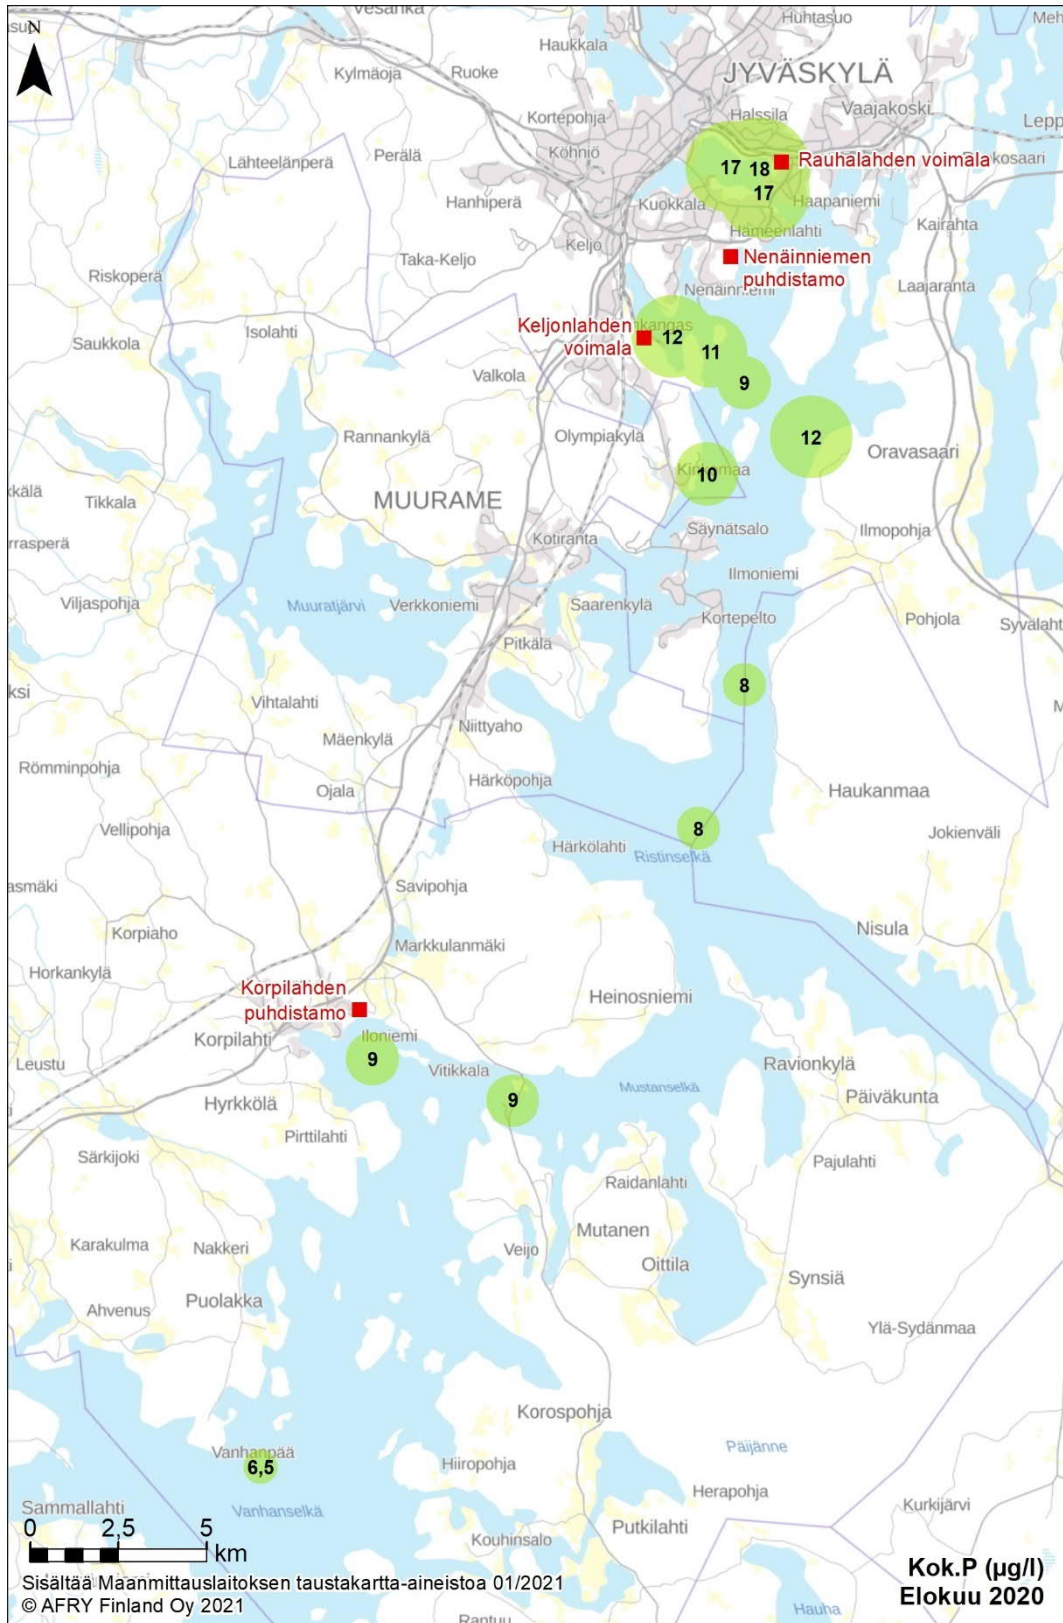 N
Vesanka
Huhtasuo
Haukkala
Kylmäoja
Ruoke
JYVÄSKYLÄ
Kortepohja
Halssila
Vaajakoski
Köhniö
Lähteelänperä
Perälä
17
18
Rauhalahden voimala
17
Hanhiperä
Kuokkala
Haapaniemi
Keljo
Hämeenlahti
Kairahta
Taka-Keljo
Nenäinniemen
puhdistamo
Riskoperä
Nenäinniemi
Laajaranta
Isolahti
Saukkola
Keljonlahden
voimala
12
11
Valkola
9
Rannankylä
Olympiakylä
12
Oravasaari
10
MUURAME
Tikkala
Säynätsalo
Kotiranta
Ilmopohja
Ilmoniemi
Viljaspohja
Muuratjärvi
Verkkoniemi
Saarenkylä
Kortepelto
Pohjola
Pitkälä
8
Vihtalahti
Niittyaho
Mäenkylä
Römminpohja
Ojala
Härköpohja
Haukanmaa
Vellipohja
8
Jokienväli
Härkölahti
Ristinselkä
Savipohja
Korpiaho
Nisula
Markkulanmäki
Horkankylä
Korpilahden
puhdistamo
Heinosniemi
Korpilahti
Iloniemi
9
Leustu
Vitikkala
Ravionkylä
Mustanselkä
Päiväkunta
Hyrkkölä
9
Pirttilahti
Särkijoki
Pajulahti
Raidanlahti
Mutanen
Karakulma
Nakkeri
Veijo
Oittila
Synsiä
Puolakka
Ahvenus
Ylä-Sydänmaa
Korospohja
Päijänne
Vanhanpää
6,5
Hiiropohja
Herapohja
Sammallahti
Vanhanselkä
Kurkijärvi
Putkilahti
Kouhinsalo
0 2,5 5
km
Kok.P (µg/l)
Elokuu 2020
Sisältää Maanmittauslaitoksen taustakartta-aineistoa 01/2021
© AFRY Finland Oy 2021
Rantuu
Hauha